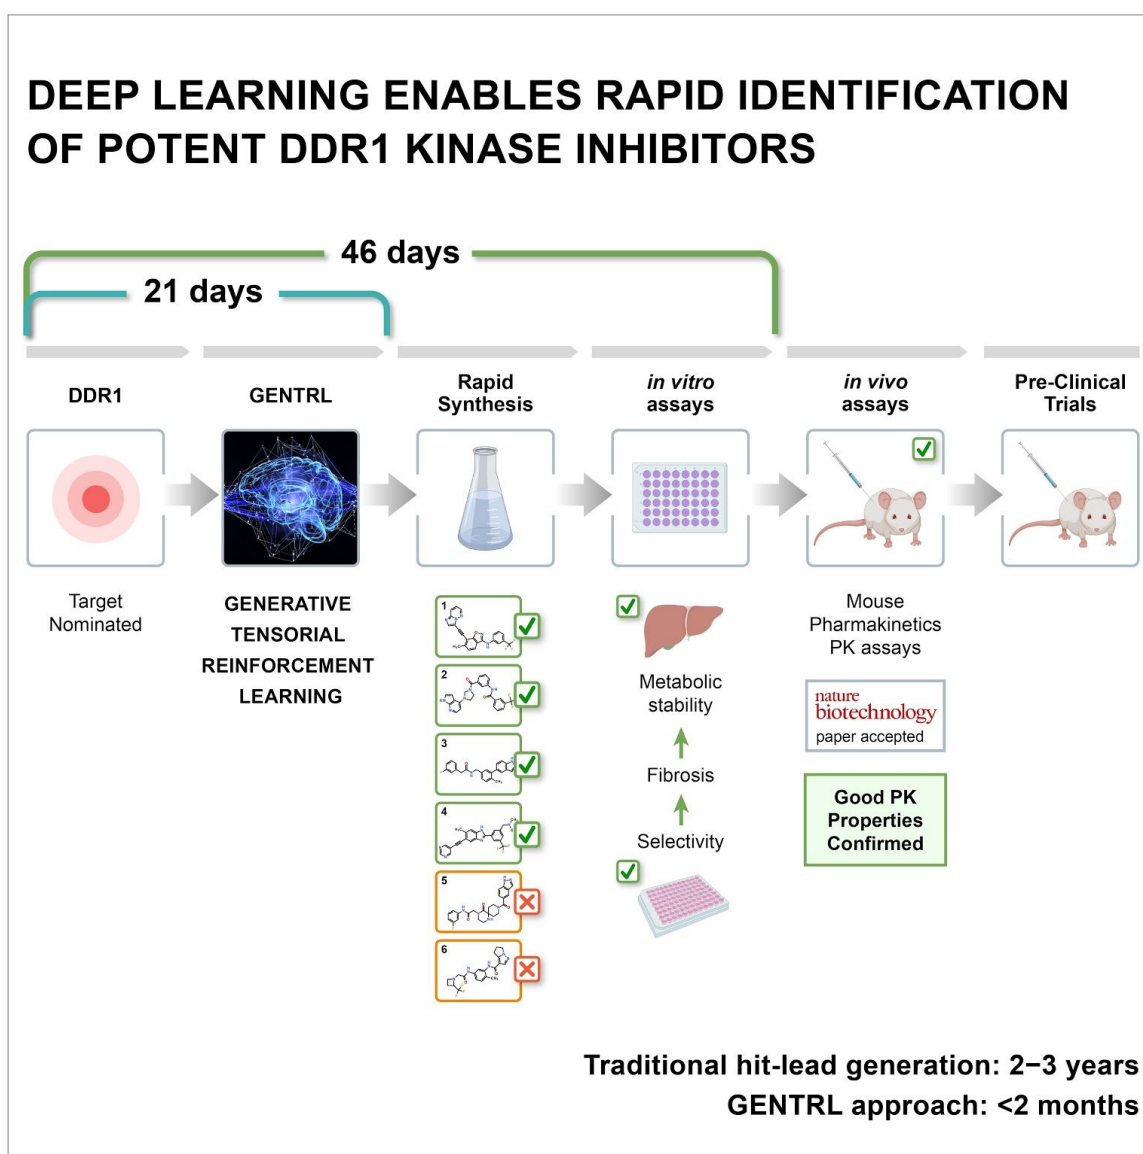 DEEP LEARNING ENABLES RAPID IDENTIFICATION
OF POTENT DDR1 KINASE INHIBITORS
46 days
21 days
DDR1
GENTRL
Rapid
Synthesis
in vitro
assays
in vivo
assays
Pre-Clinical
Trials
Target
Nominated
GENERATIVE
TENSORIAL
REINFORCEMENT
LEARNING
1
2
3
4
5
6
Metabolic
stability
Fibrosis
Selectivity
Mouse
Pharmakinetics
PK assays
nature
biotechnology
paper accepted
Good PK
Properties
Confirmed
Traditional hit-lead generation: 2–3 years
GENTRL approach: <2 months